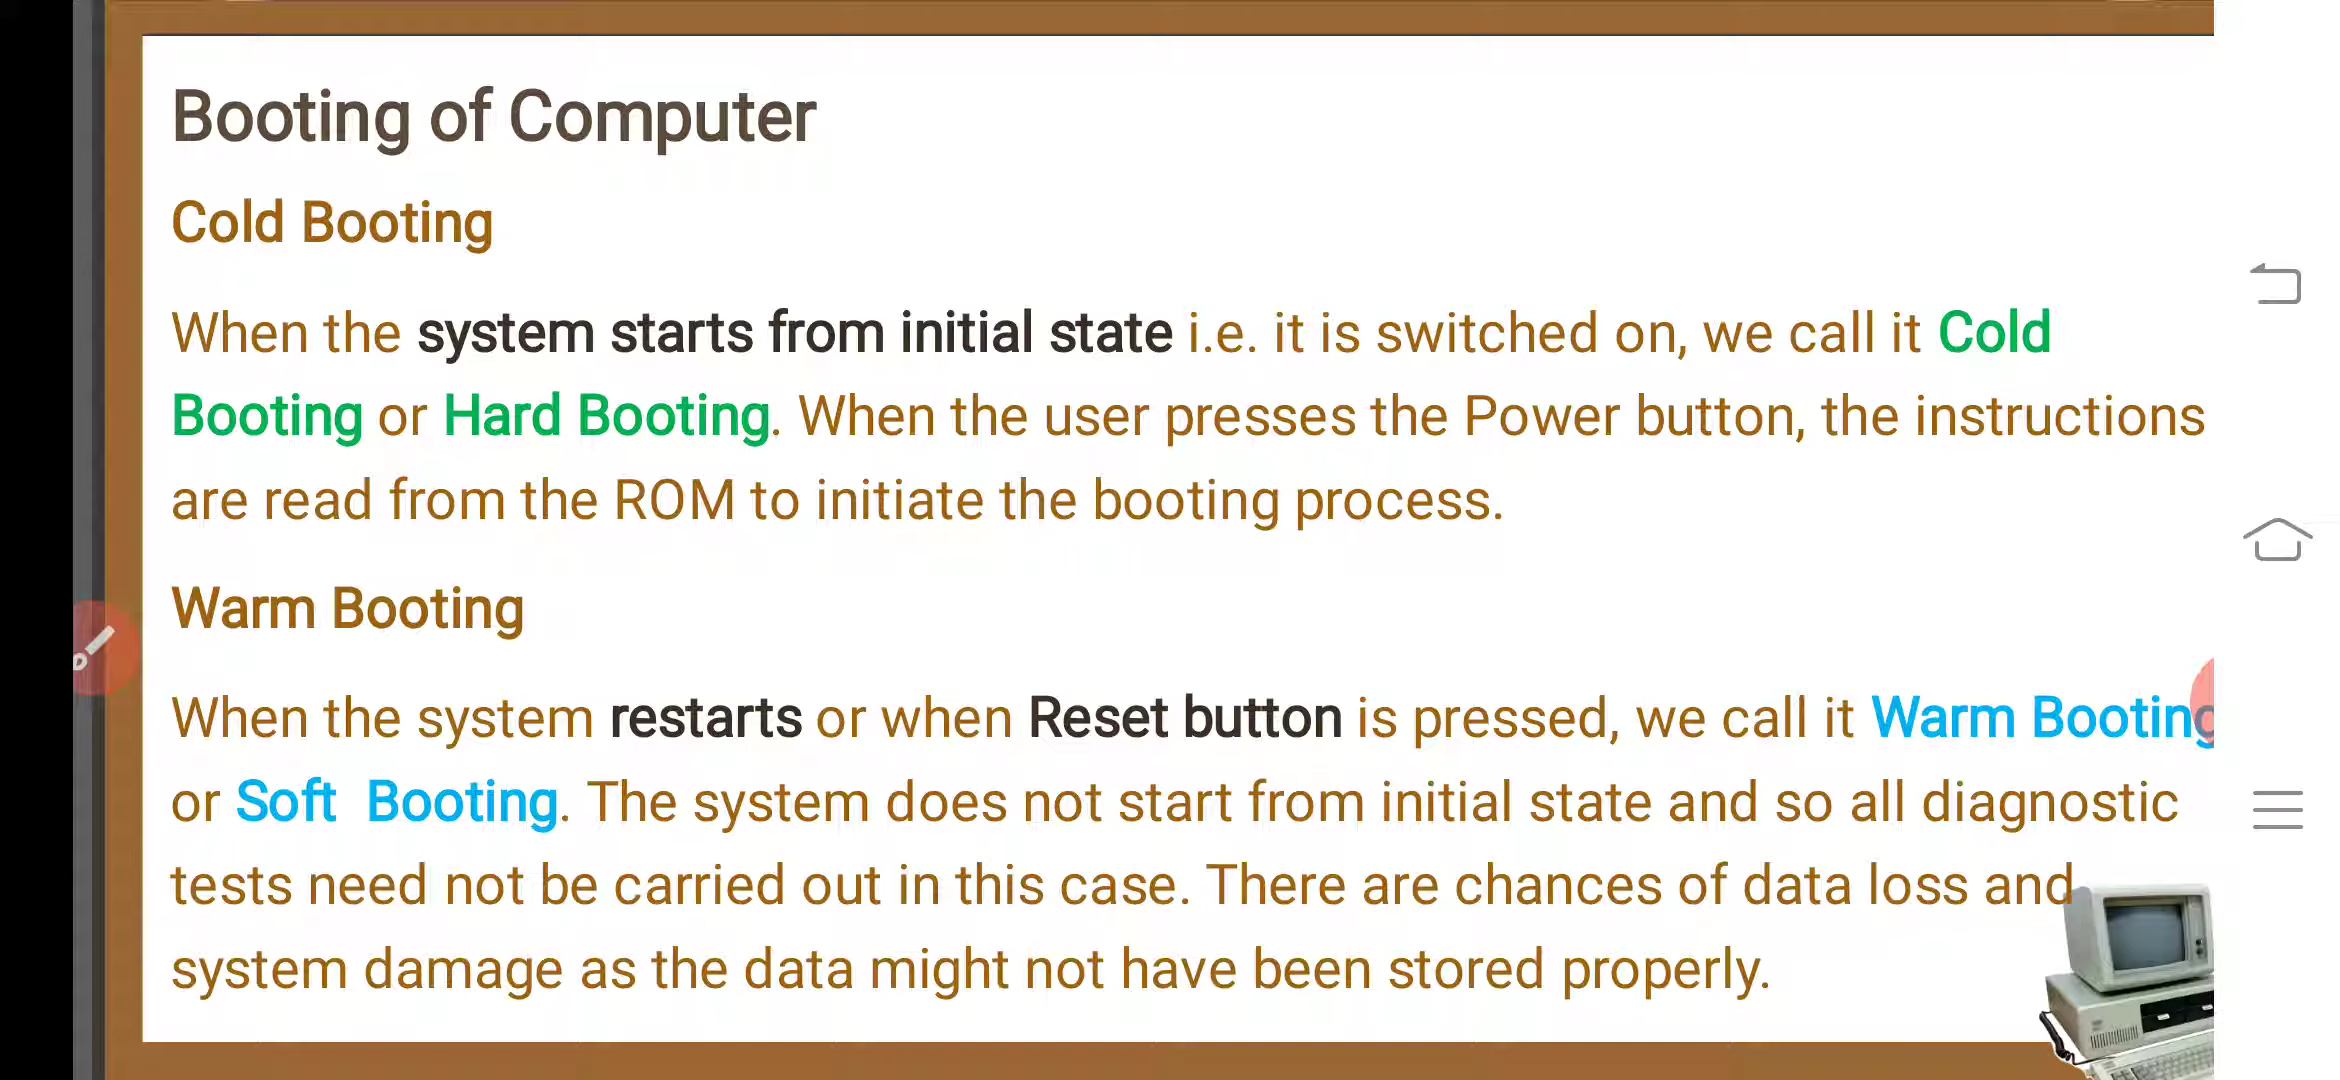 Booting of Computer
Cold Booting
When the system starts from initial state i.e. it is switched on, we call it Cold
Booting or Hard Booting. When the user presses the Power button, the instructions
are read from the ROM to initiate the booting process.
Warm Booting
When the system restarts or when Reset button is pressed, we call it Warm Booting
or Soft Booting. The system does not start from initial state and so all diagnostic
tests need not be carried out in this case. There are chances of data loss and
system damage as the data might not have been stored properly.